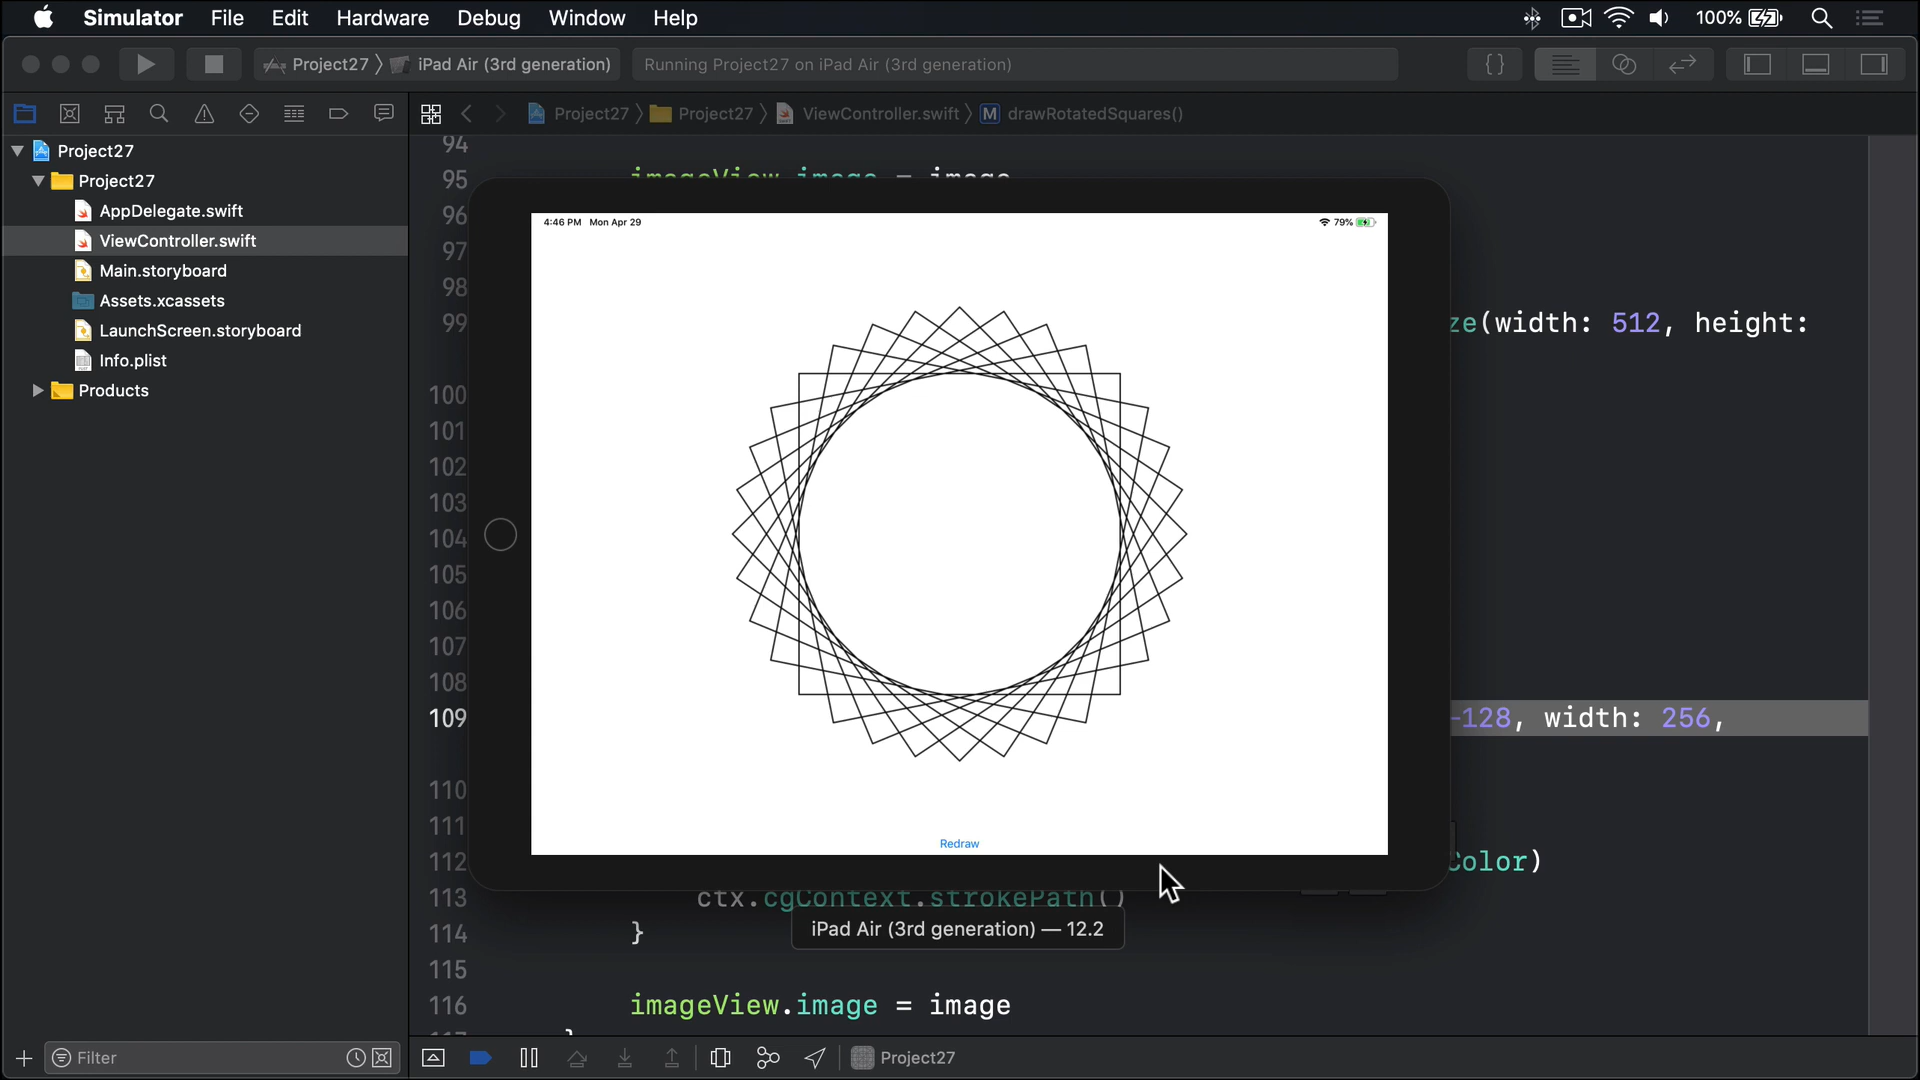 Simulator File Edit Hardware Debug Window Help 100%
Project27 iPad Air (3rd generation) Running Project27 on iPad Air (3rd generation) {}
Project27 Project27 ViewController.swift M drawRotatedSquares()
Project27
Project27
AppDelegate.swift
ViewController.swift
Main.storyboard
Assets.xcassets
LaunchScreen.storyboard
Info.plist
Products
94
95 imageView.image = image
96
97
98
99 ze(width: 512, height:
100
101
102
103
104
105
106
107
108
109 -128, width: 256,
110
111
112 Color)
113 ctx.cgContext.strokePath()
114 }
115
116 imageView.image = image
4:46 PM Mon Apr 29 79%
Redraw
iPad Air (3rd generation) — 12.2
Filter
Project27